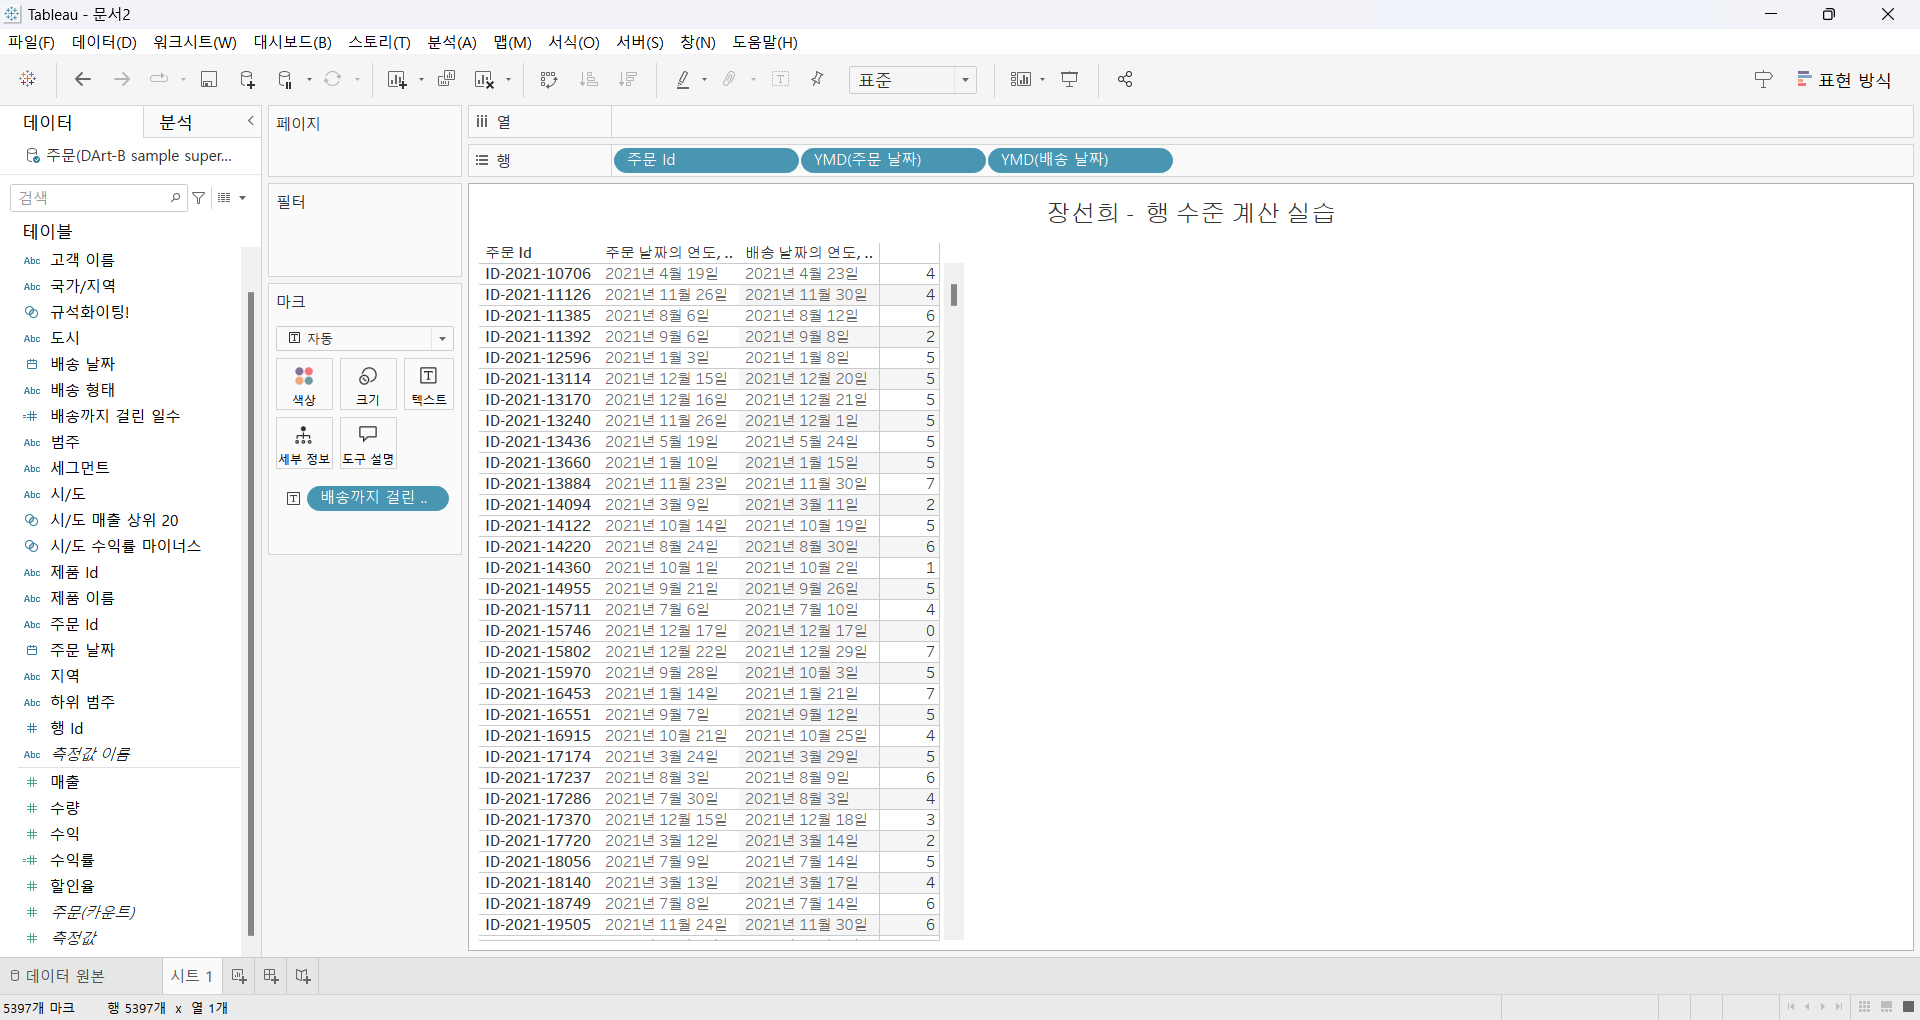 Tableau - 문서2
파일(F) 데이터(D) 워크시트(W) 대시보드(B) 스토리(T) 분석(A) 맵(M) 서식(O) 서버(S) 창(N) 도움말(H)
표준
표현 방식
데이터 분석
주문(DArt-B sample super...
검색
테이블
Abc 고객 이름
Abc 국가/지역
규석화이팅!
Abc 도시
배송 날짜
Abc 배송 형태
배송까지 걸린 일수
Abc 범주
Abc 세그먼트
Abc 시/도
시/도 매출 상위 20
시/도 수익률 마이너스
Abc 제품 Id
Abc 제품 이름
Abc 주문 Id
주문 날짜
Abc 지역
Abc 하위 범주
행 Id
Abc 측정값 이름
매출
수량
수익
수익률
할인율
주문(카운트)
측정값
페이지
필터
마크
자동
색상 크기 텍스트
세부 정보 도구 설명
배송까지 걸린 ..
열
행 주문 Id YMD(주문 날짜) YMD(배송 날짜)
장선희 - 행 수준 계산 실습
주문 Id 주문 날짜의 연도, .. 배송 날짜의 연도, ..
ID-2021-10706 2021년 4월 19일 2021년 4월 23일 4
ID-2021-11126 2021년 11월 26일 2021년 11월 30일 4
ID-2021-11385 2021년 8월 6일 2021년 8월 12일 6
ID-2021-11392 2021년 9월 6일 2021년 9월 8일 2
ID-2021-12596 2021년 1월 3일 2021년 1월 8일 5
ID-2021-13114 2021년 12월 15일 2021년 12월 20일 5
ID-2021-13170 2021년 12월 16일 2021년 12월 21일 5
ID-2021-13240 2021년 11월 26일 2021년 12월 1일 5
ID-2021-13436 2021년 5월 19일 2021년 5월 24일 5
ID-2021-13660 2021년 1월 10일 2021년 1월 15일 5
ID-2021-13884 2021년 11월 23일 2021년 11월 30일 7
ID-2021-14094 2021년 3월 9일 2021년 3월 11일 2
ID-2021-14122 2021년 10월 14일 2021년 10월 19일 5
ID-2021-14220 2021년 8월 24일 2021년 8월 30일 6
ID-2021-14360 2021년 10월 1일 2021년 10월 2일 1
ID-2021-14955 2021년 9월 21일 2021년 9월 26일 5
ID-2021-15711 2021년 7월 6일 2021년 7월 10일 4
ID-2021-15746 2021년 12월 17일 2021년 12월 17일 0
ID-2021-15802 2021년 12월 22일 2021년 12월 29일 7
ID-2021-15970 2021년 9월 28일 2021년 10월 3일 5
ID-2021-16453 2021년 1월 14일 2021년 1월 21일 7
ID-2021-16551 2021년 9월 7일 2021년 9월 12일 5
ID-2021-16915 2021년 10월 21일 2021년 10월 25일 4
ID-2021-17174 2021년 3월 24일 2021년 3월 29일 5
ID-2021-17237 2021년 8월 3일 2021년 8월 9일 6
ID-2021-17286 2021년 7월 30일 2021년 8월 3일 4
ID-2021-17370 2021년 12월 15일 2021년 12월 18일 3
ID-2021-17720 2021년 3월 12일 2021년 3월 14일 2
ID-2021-18056 2021년 7월 9일 2021년 7월 14일 5
ID-2021-18140 2021년 3월 13일 2021년 3월 17일 4
ID-2021-18749 2021년 7월 8일 2021년 7월 14일 6
ID-2021-19505 2021년 11월 24일 2021년 11월 30일 6
데이터 원본 시트 1
5397개 마크 행 5397개 x 열 1개